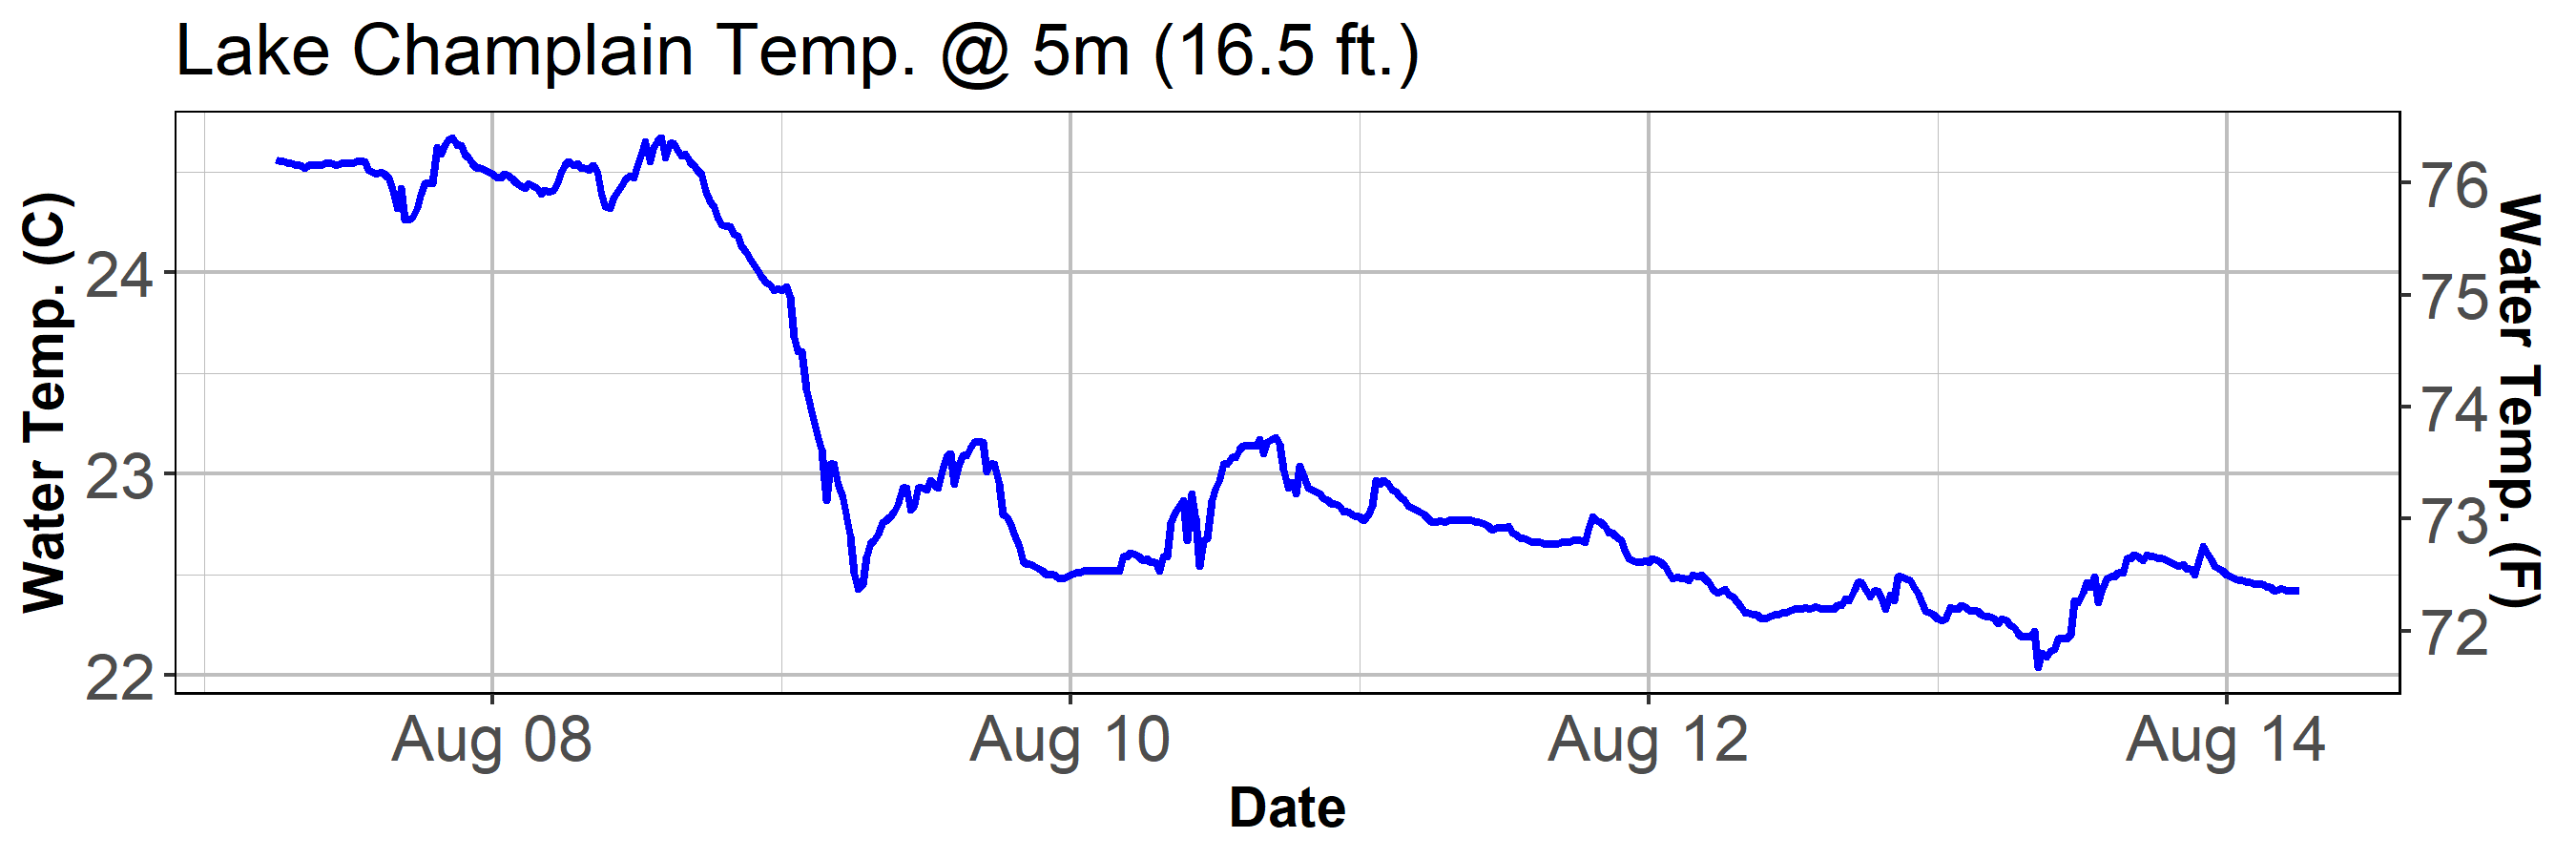 Lake Champlain Temp. @ 5m (16.5 ft.)
Water Temp. (C)
24
23
22
76
75
74
73
72
Water Temp. (F)
Aug 08 Aug 10 Aug 12 Aug 14
Date